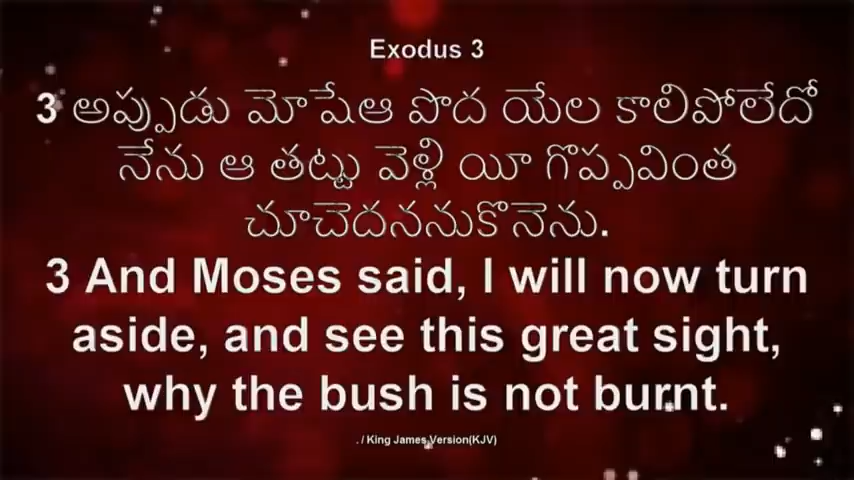 Exodus 3
3 అప్పుడు మోషేఆ పొద యేల కాలిపోలేదో
నేను ఆ తట్టు వెళ్లి యీ గొప్పవింత
చూచెదననుకొనెను.
3 And Moses said, I will now turn
aside, and see this great sight,
why the bush is not burnt.
. / King James Version(KJV)